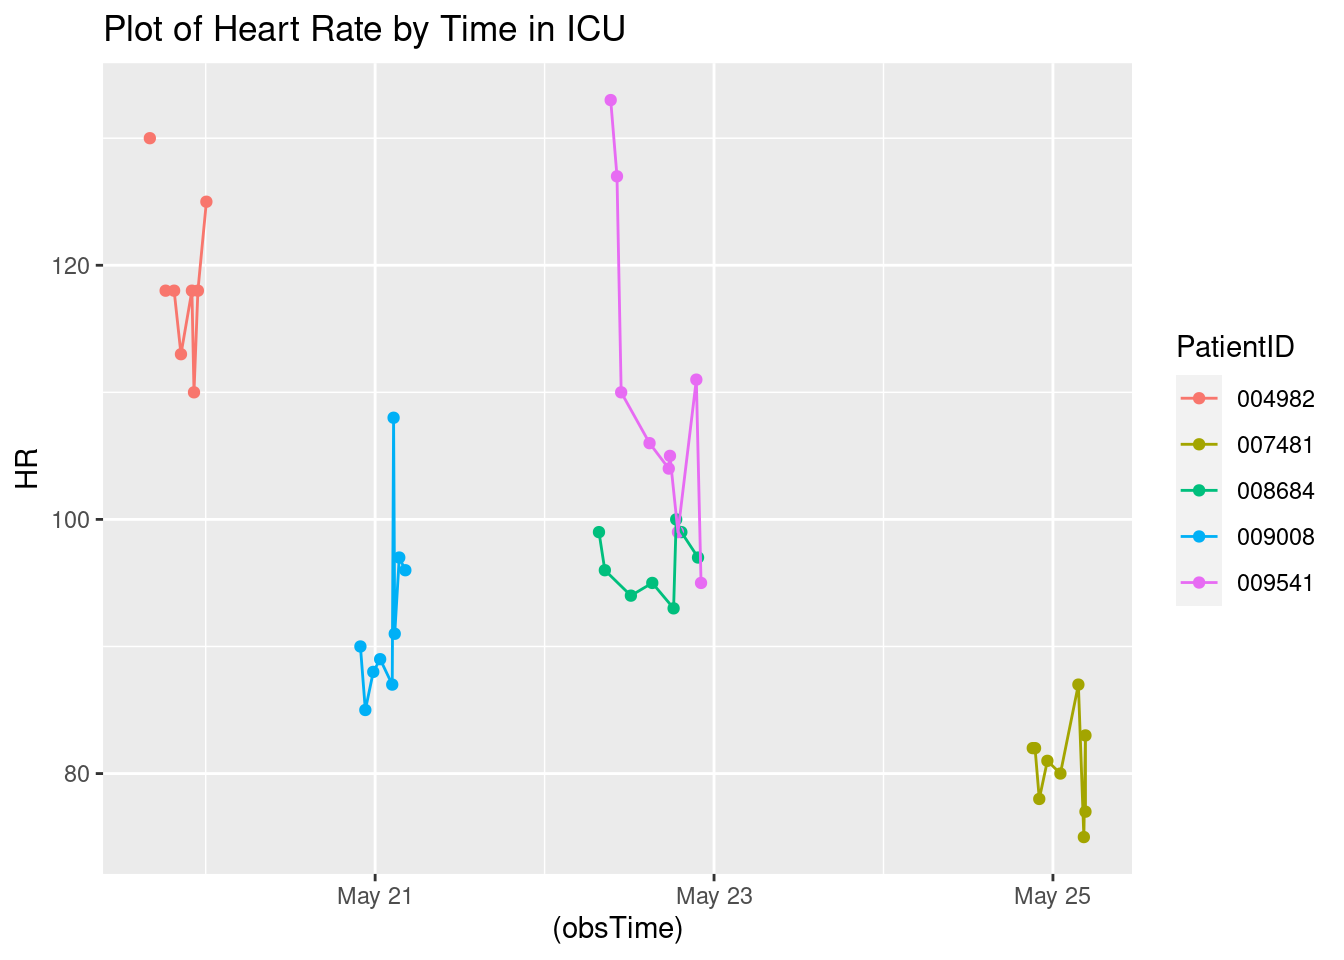 Plot of Heart Rate by Time in ICU
HR
120
100
80
May 21
May 23
May 25
(obsTime)
PatientID
004982
007481
008684
009008
009541